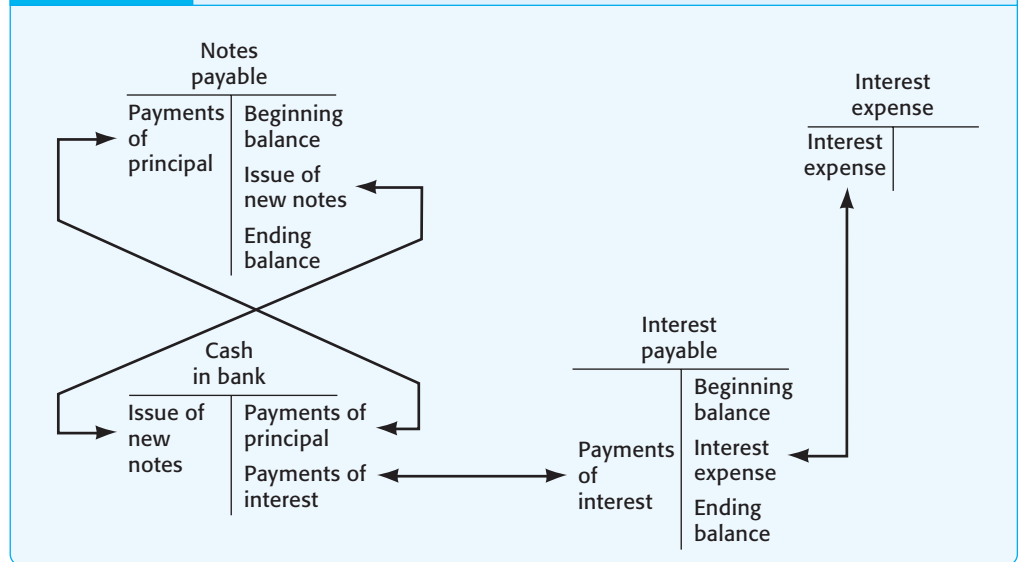 Notes
payable
Payments
of
principal
Beginning
balance
Issue of
new notes
Ending
balance
Interest
expense
Interest
expense
Cash
in bank
Issue of
new
notes
Payments of
principal
Payments of
interest
Interest
payable
Payments
of
interest
Beginning
balance
Interest
expense
Ending
balance